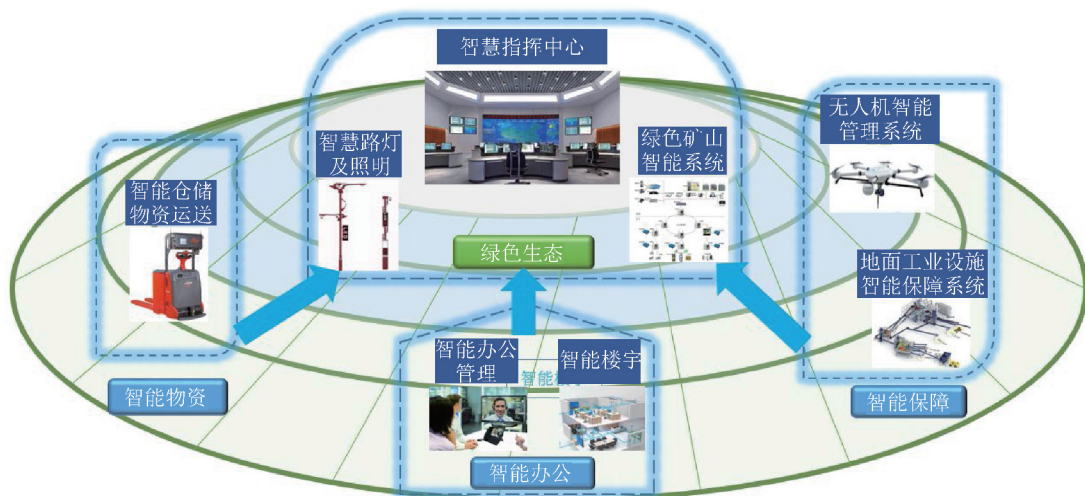 智慧指挥中心
智慧路灯
及照明
绿色矿山
智能系统
无人机智能
管理系统
智能仓储
物资运送
绿色生态
地面工业设施
智能保障系统
智能办公
管理
智能楼宇
智能物资
智能保障
智能办公